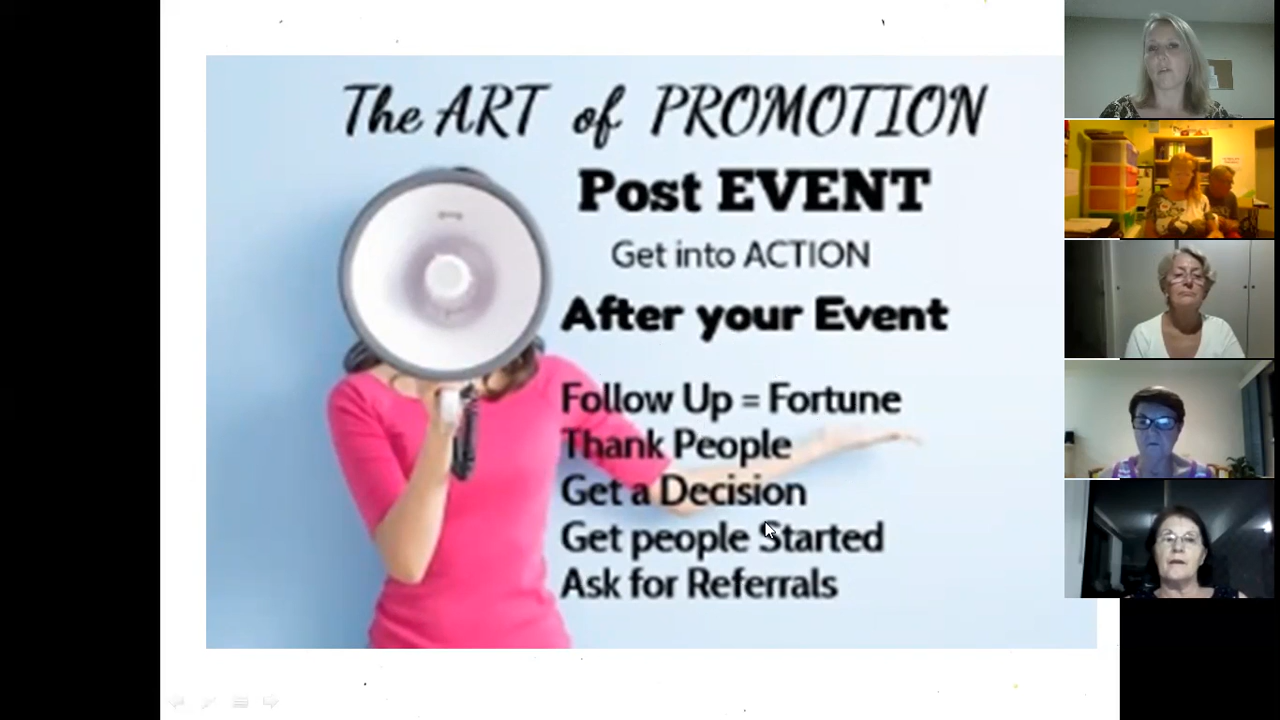 The ART of PROMOTION
Post EVENT
Get into ACTION
After your Event
Follow Up = Fortune
Thank People
Get a Decision
Get people Started
Ask for Referrals